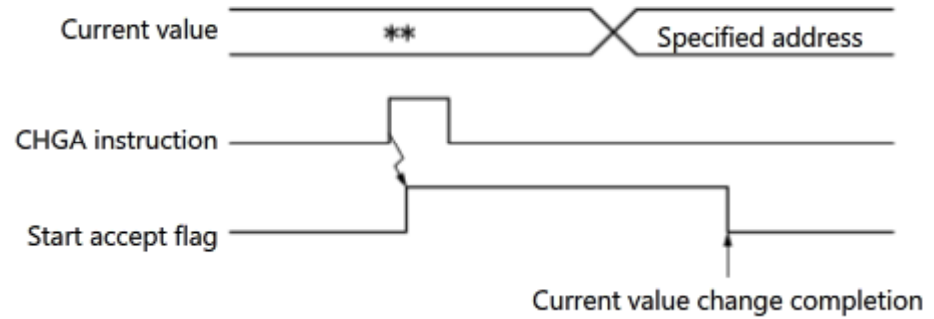 Current value
**
Specified address
CHGA instruction
Start accept flag
Current value change completion